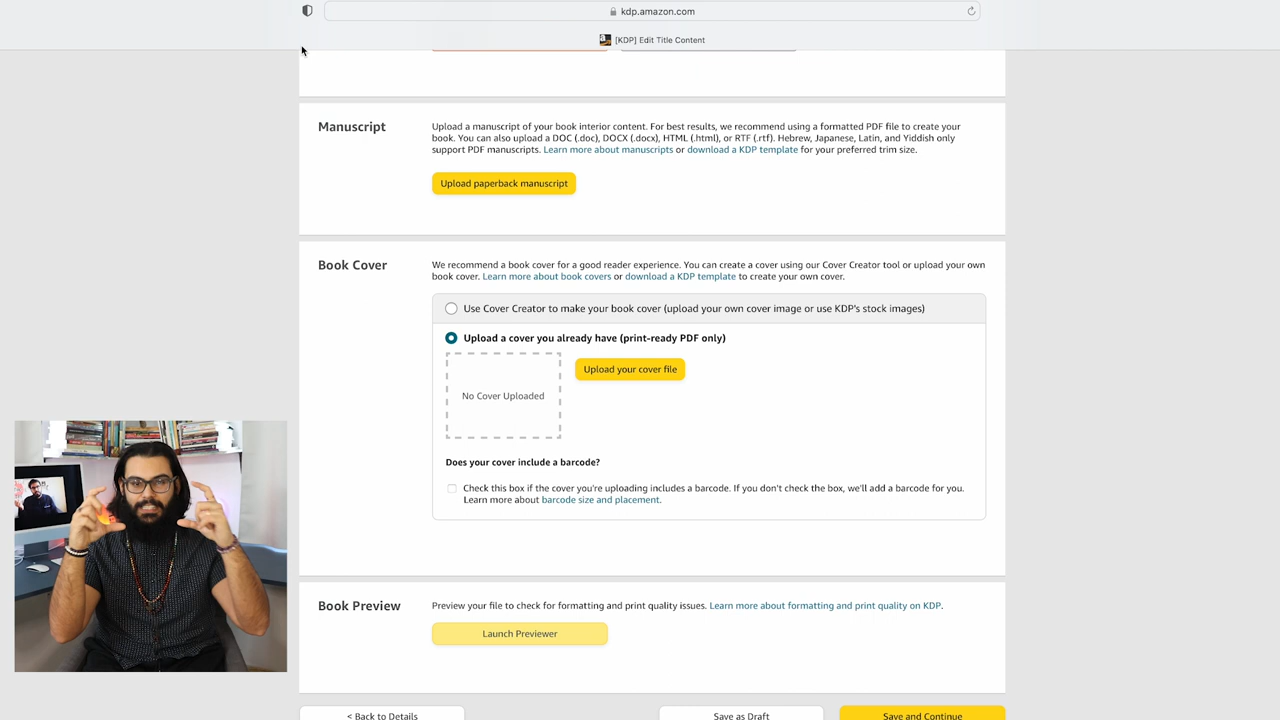 kdp.amazon.com
[KDP] Edit Title Content
Manuscript
Upload a manuscript of your book interior content. For best results, we recommend using a formatted PDF file to create your
book. You can also upload a DOC (.doc), DOCX (.docx), HTML (.html), or RTF (.rtf). Hebrew, Japanese, Latin, and Yiddish only
support PDF manuscripts. Learn more about manuscripts or download a KDP template for your preferred trim size.
Upload paperback manuscript
Book Cover
We recommend a book cover for a good reader experience. You can create a cover using our Cover Creator tool or upload your own
book cover. Learn more about book covers or download a KDP template to create your own cover.
Use Cover Creator to make your book cover (upload your own cover image or use KDP's stock images)
Upload a cover you already have (print-ready PDF only)
Upload your cover file
No Cover Uploaded
Does your cover include a barcode?
Check this box if the cover you're uploading includes a barcode. If you don't check the box, we'll add a barcode for you.
Learn more about barcode size and placement.
Book Preview
Preview your file to check for formatting and print quality issues. Learn more about formatting and print quality on KDP.
Launch Previewer
< Back to Details
Save as Draft
Save and Continue